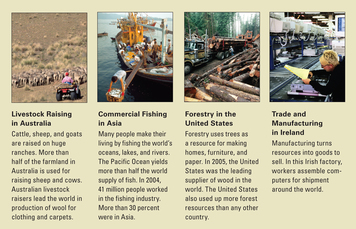 Livestock Raising
in Australia
Cattle, sheep, and goats
are raised on huge
ranches. More than
half of the farmland in
Australia is used for
raising sheep and cows.
Australian livestock
raisers lead the world in
production of wool for
clothing and carpets.
Commercial Fishing
in Asia
Many people make their
living by fishing the world's
oceans, lakes, and rivers.
The Pacific Ocean yields
more than half the world
supply of fish. In 2004,
41 million people worked
in the fishing industry.
More than 30 percent
were in Asia.
Forestry in the
United States
Forestry uses trees as
a resource for making
homes, furniture, and
paper. In 2005, the United
States was the leading
supplier of wood in the
world. The United States
also used up more forest
resources than any other
country.
Trade and
Manufacturing
in Ireland
Manufacturing turns
resources into goods to
sell. In this Irish factory,
workers assemble com-
puters for shipment
around the world.